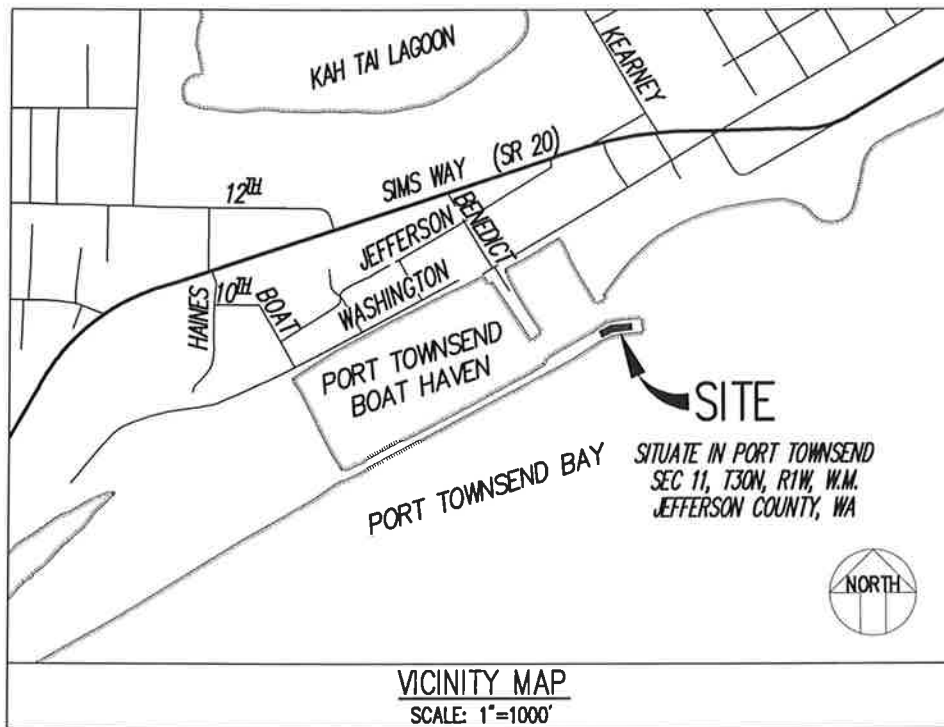 KAH TAI LAGOON
KEARNEY
12TH
SIMS WAY (SR 20)
BENEDICT
JEFFERSON
WASHINGTON
10TH
BOAT
HAINES
PORT TOWNSEND
BOAT HAVEN
SITE
SITUATE IN PORT TOWNSEND
SEC 11, T30N, R1W, W.M.
JEFFERSON COUNTY, WA
PORT TOWNSEND BAY
NORTH
VICINITY MAP
SCALE: 1"=1000'